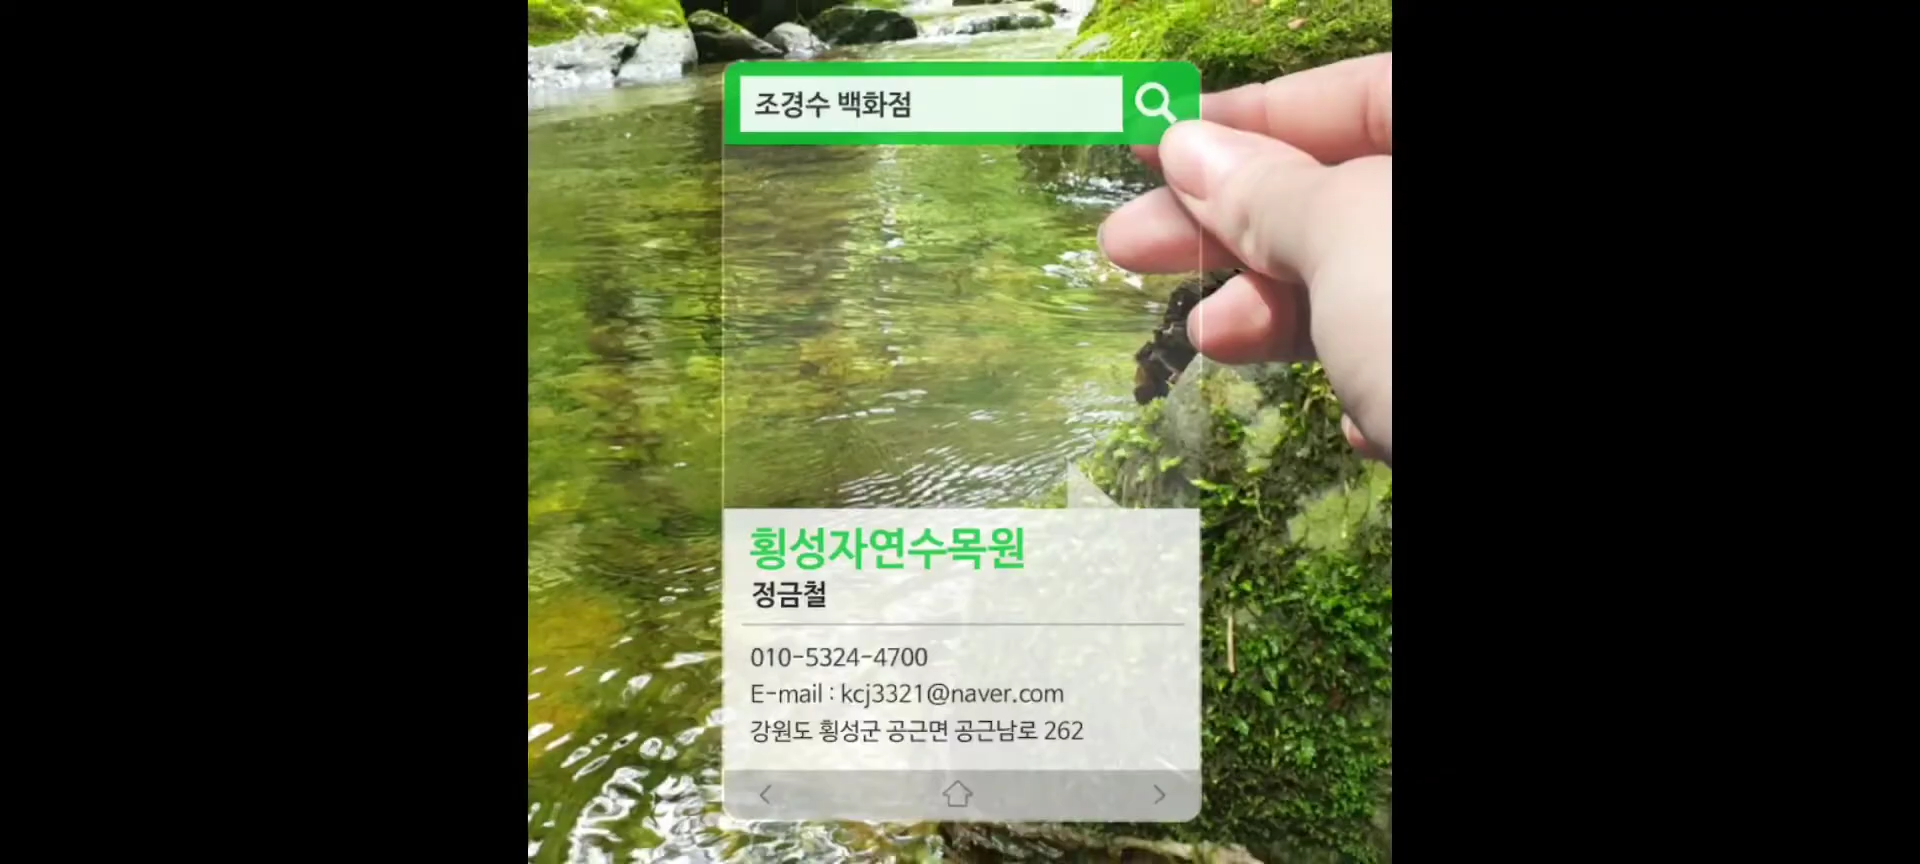 조경수 백화점
횡성자연수목원
정금철
010-5324-4700
E-mail : kcj3321@naver.com
강원도 횡성군 공근면 공근남로 262